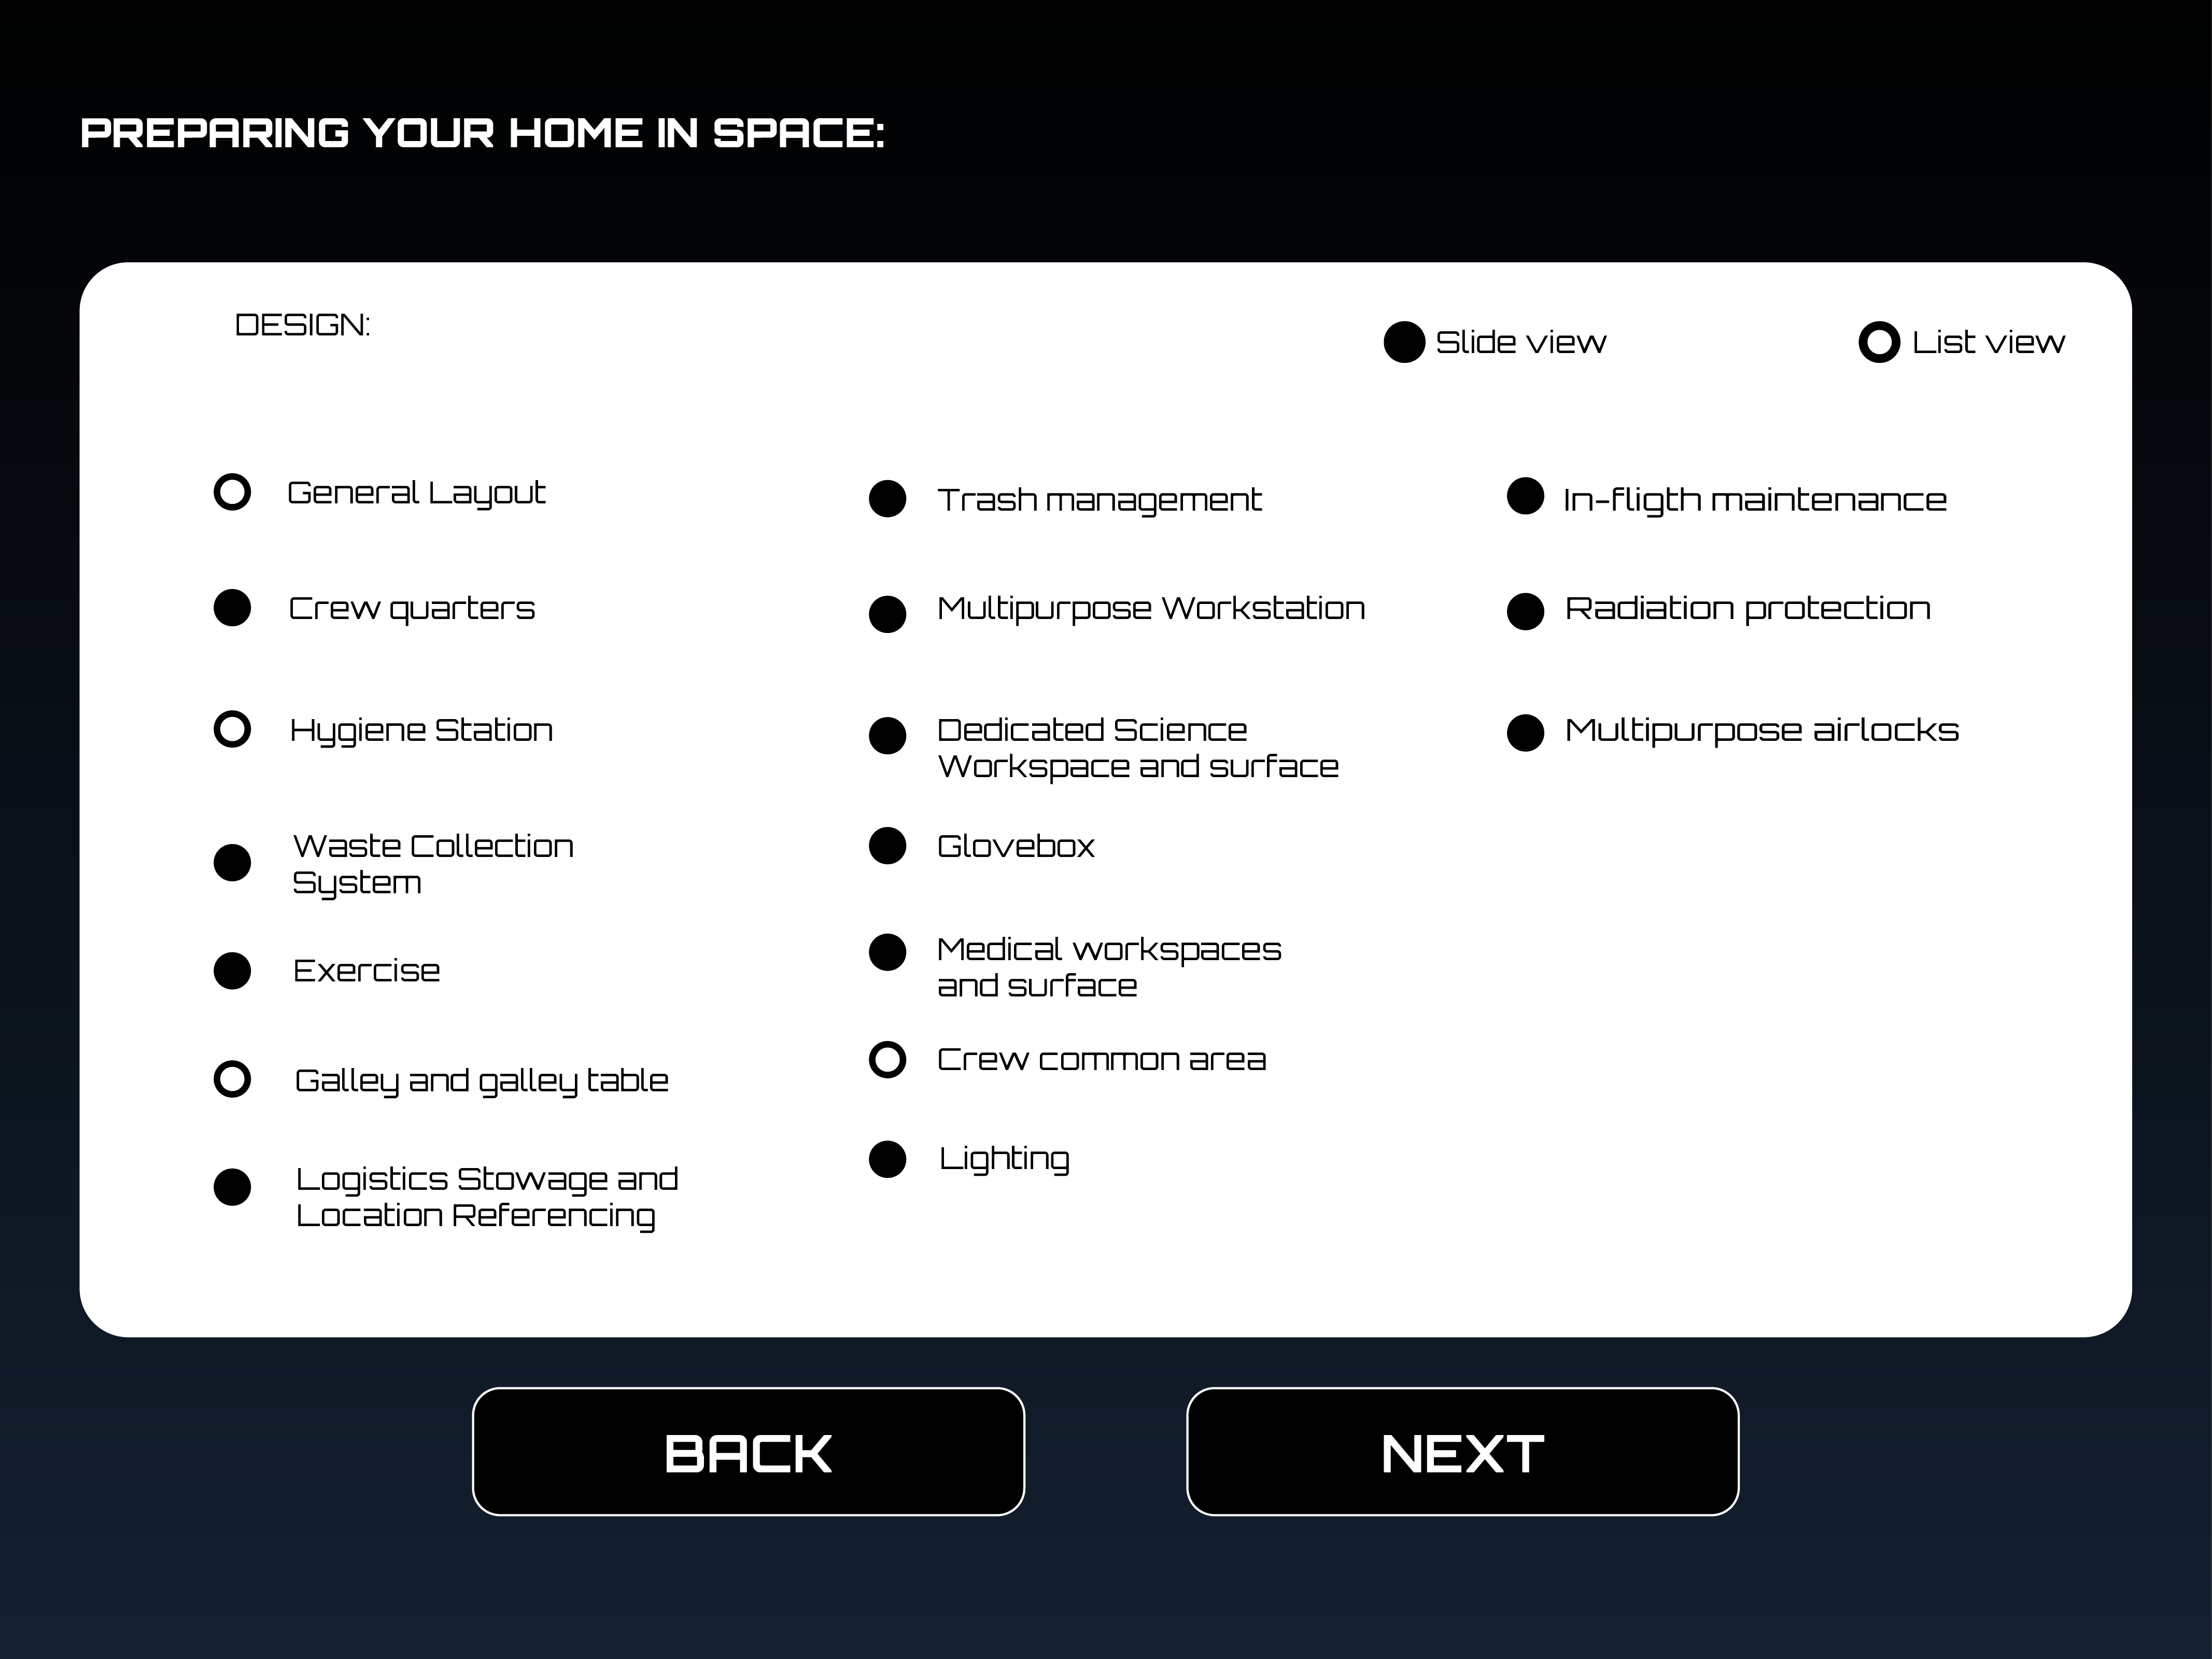 PREPARING YOUR HOME IN SPACE:
DESIGN:
Slide view
List view
General Layout
Crew quarters
Hygiene Station
Waste Collection
System
Exercise
Galley and galley table
Logistics Stowage and
Location Referencing
Trash management
Multipurpose Workstation
Dedicated Science
Workspace and surface
Glovebox
Medical workspaces
and surface
Crew common area
Lighting
In-fligth maintenance
Radiation protection
Multipurpose airlocks
BACK
NEXT